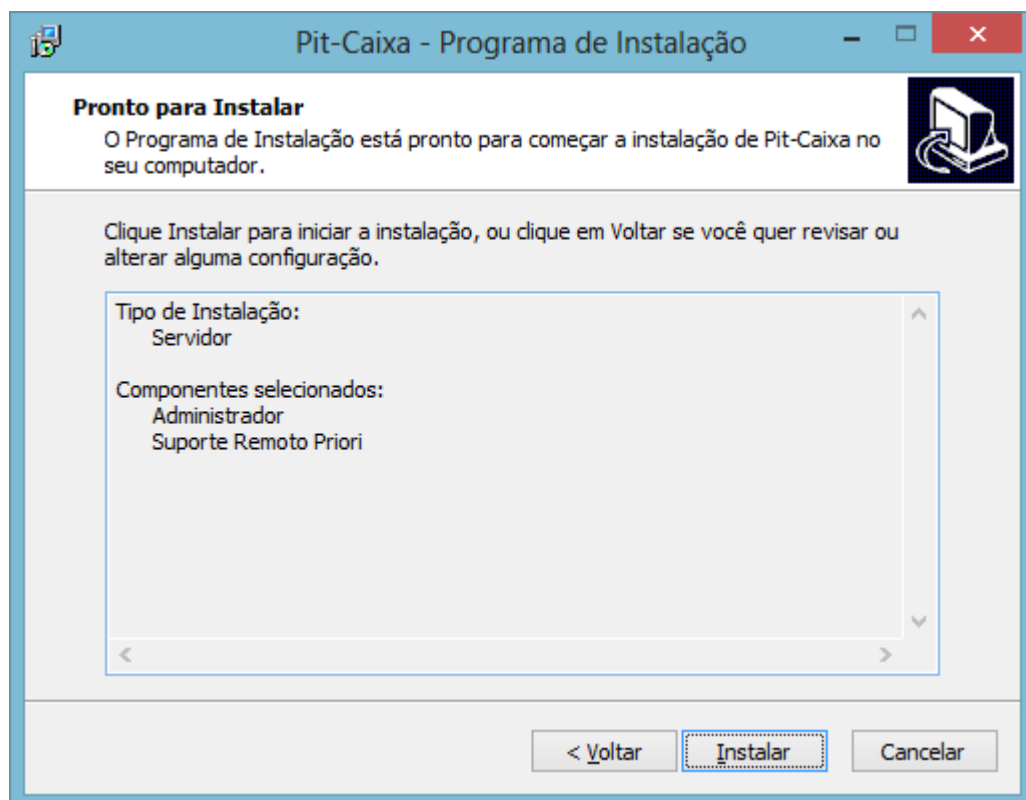 Pit-Caixa - Programa de Instalação
Pronto para Instalar
O Programa de Instalação está pronto para começar a instalação de Pit-Caixa no
seu computador.
Clique Instalar para iniciar a instalação, ou clique em Voltar se você quer revisar ou
alterar alguma configuração.
Tipo de Instalação:
Servidor
Componentes selecionados:
Administrador
Suporte Remoto Priori
< Voltar
Instalar
Cancelar